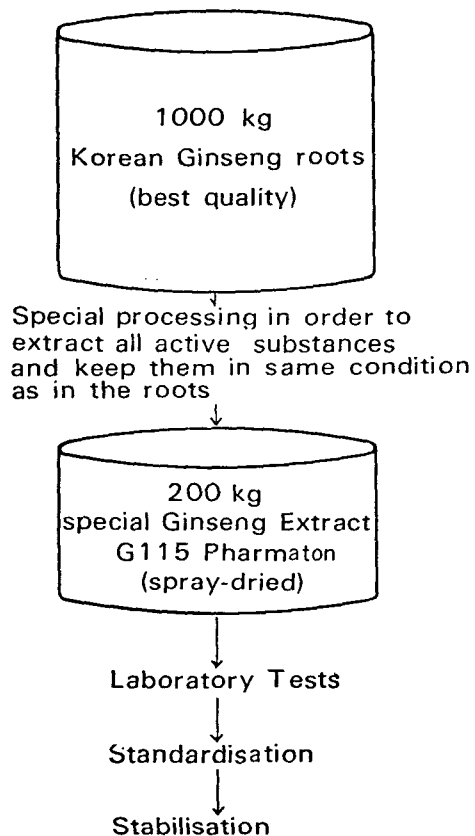 1000 kg
Korean Ginseng roots
(best quality)
Special processing in order to
extract all active substances
and keep them in same condition
as in the roots
200 kg
special Ginseng Extract
G115 Pharmaton
(spray-dried)
Laboratory Tests
Standardisation
Stabilisation